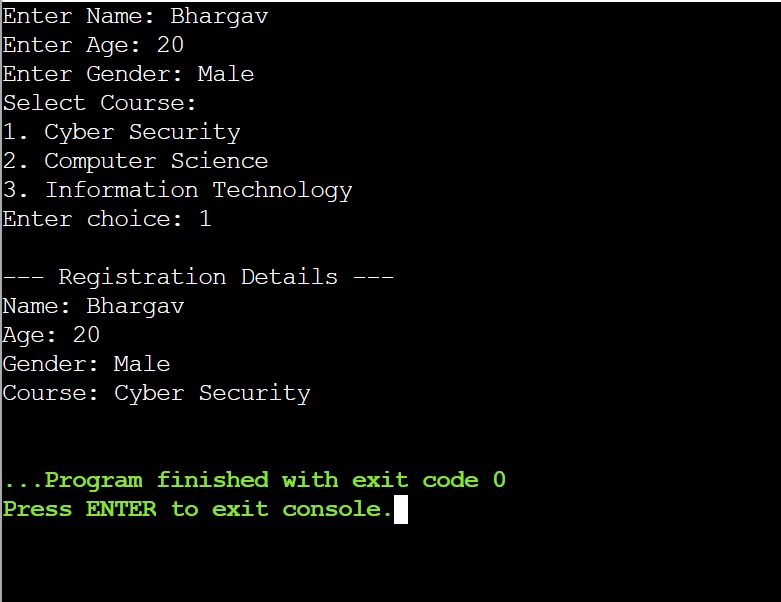 Enter Name: Bhargav
Enter Age: 20
Enter Gender: Male
Select Course:
1. Cyber Security
2. Computer Science
3. Information Technology
Enter choice: 1
--- Registration Details ---
Name: Bhargav
Age: 20
Gender: Male
Course: Cyber Security
...Program finished with exit code 0
Press ENTER to exit console.